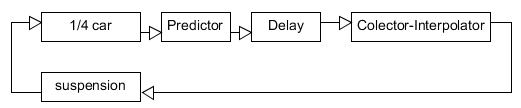 1/4 car
Predictor
Delay
Colector-Interpolator
suspension